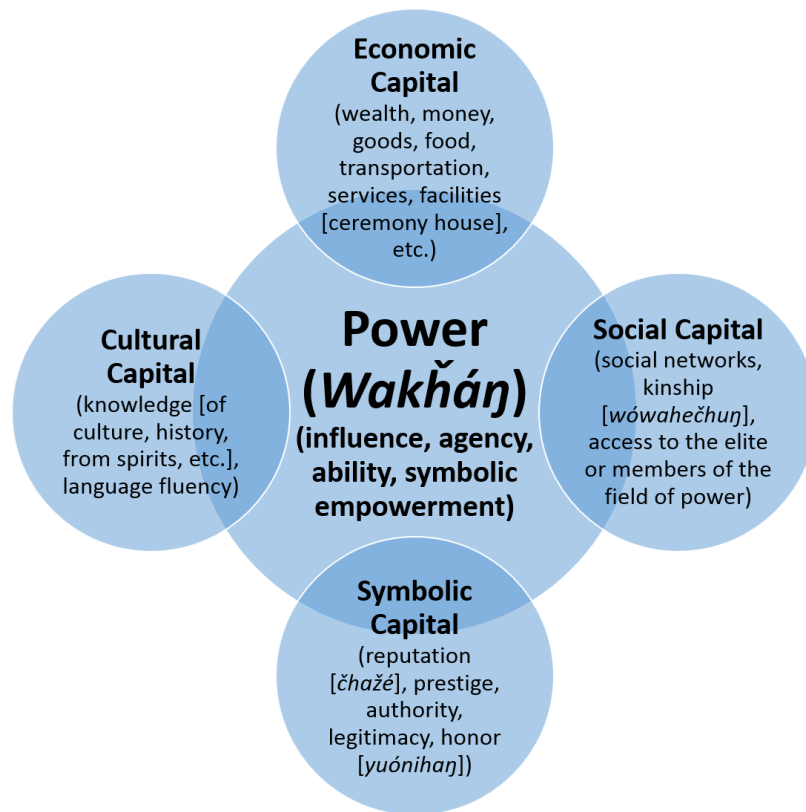 Economic
Capital
(wealth, money,
goods, food,
transportation,
services, facilities
[ceremony house],
etc.)
Cultural
Capital
(knowledge [of
culture, history,
from spirits, etc.],
language fluency)
Power
(Wakȟáŋ)
(influence, agency,
ability, symbolic
empowerment)
Social Capital
(social networks,
kinship
[wówahečhuŋ],
access to the elite
or members of the
field of power)
Symbolic
Capital
(reputation
[čhažé], prestige,
authority,
legitimacy, honor
[yuónihaŋ])